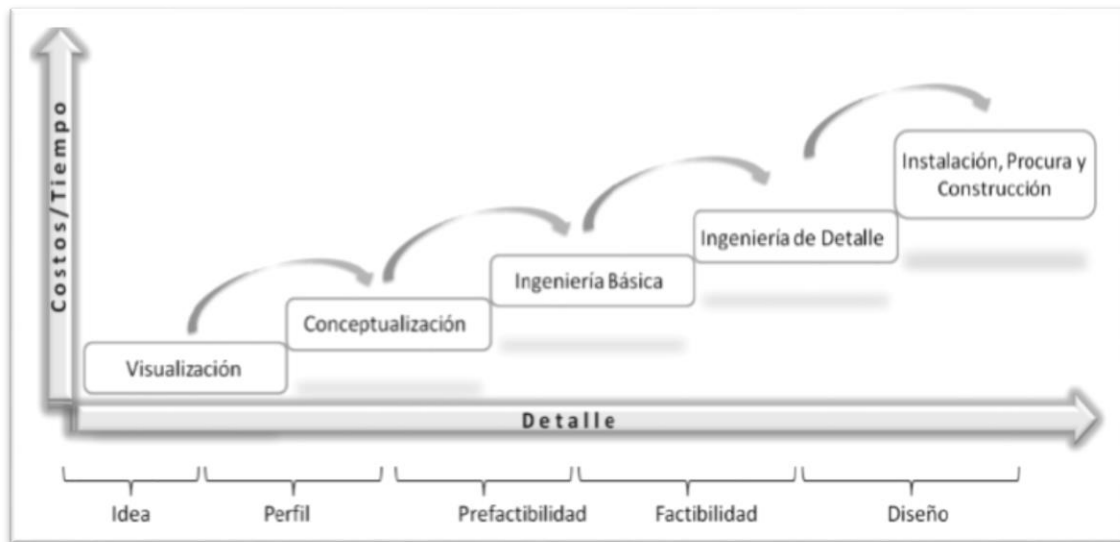 Costos/Tiempo
Instalación, Procura y
Construcción
Ingeniería de Detalle
Ingeniería Básica
Conceptualización
Visualización
Detalle
Idea
Perfil
Prefactibilidad
Factibilidad
Diseño